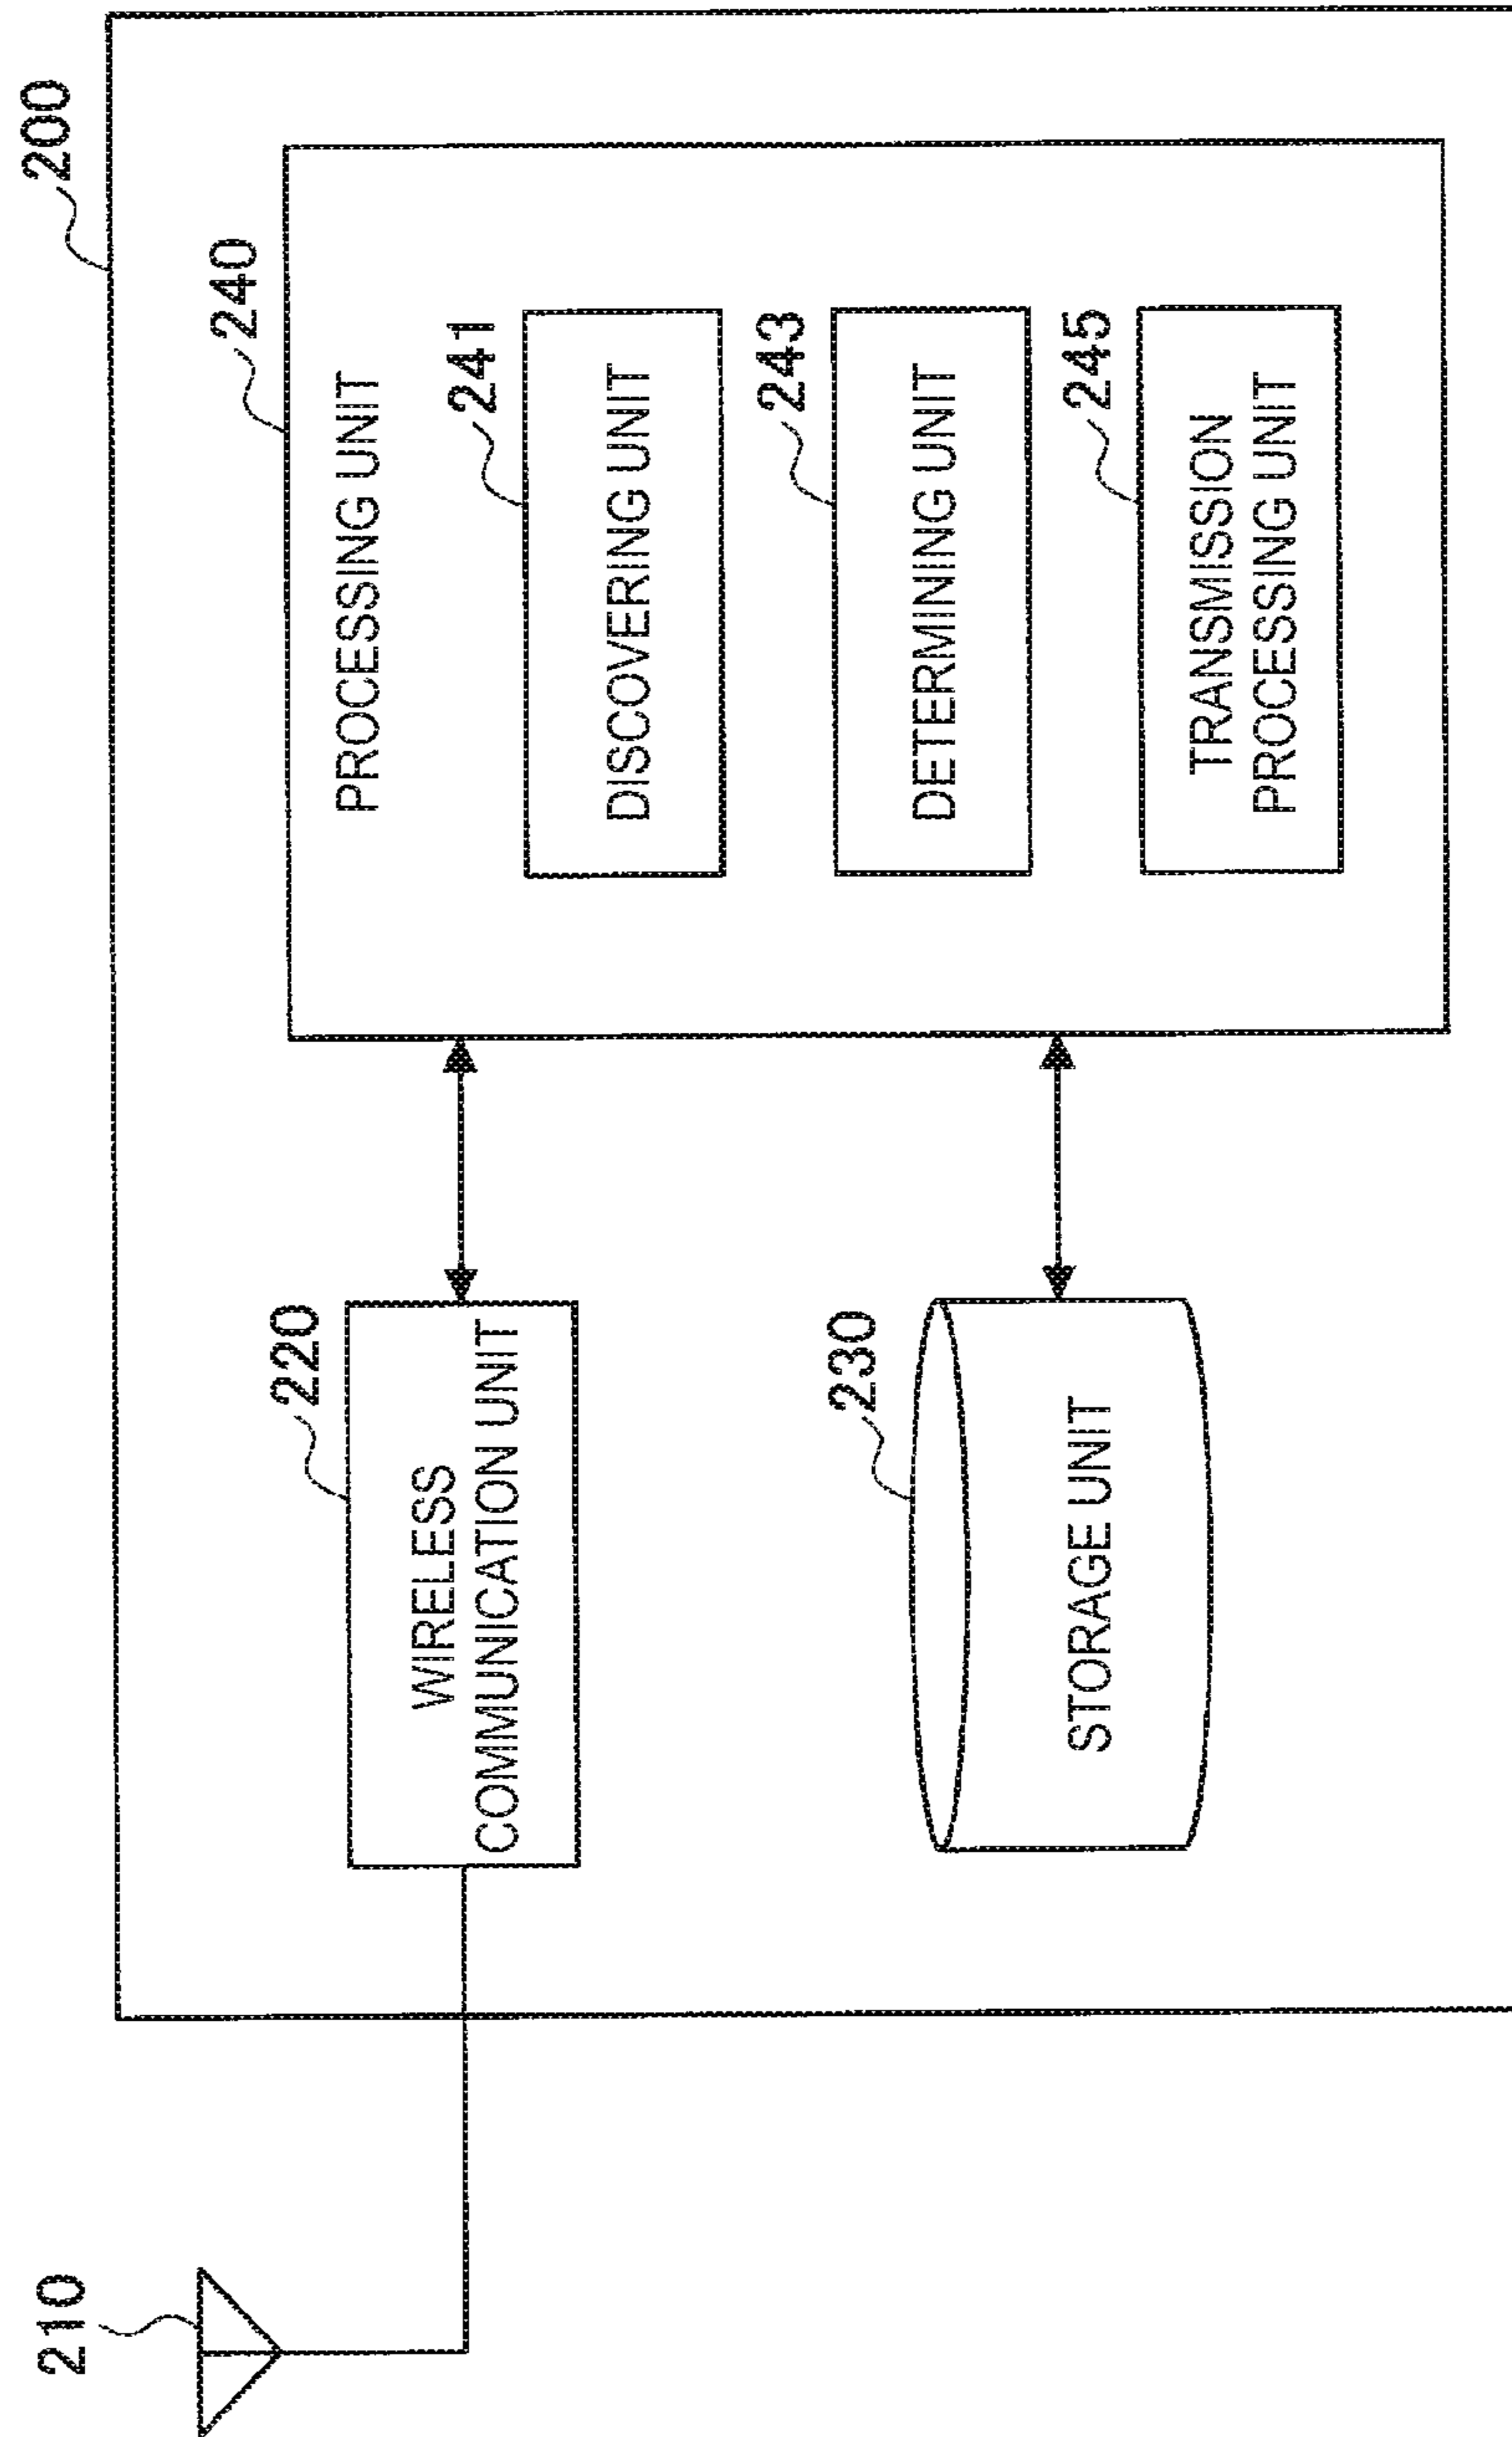 200
210
220
WIRELESS
COMMUNICATION UNIT
230
STORAGE UNIT
240
PROCESSING UNIT
241
DISCOVERING UNIT
243
DETERMINING UNIT
245
TRANSMISSION
PROCESSING UNIT